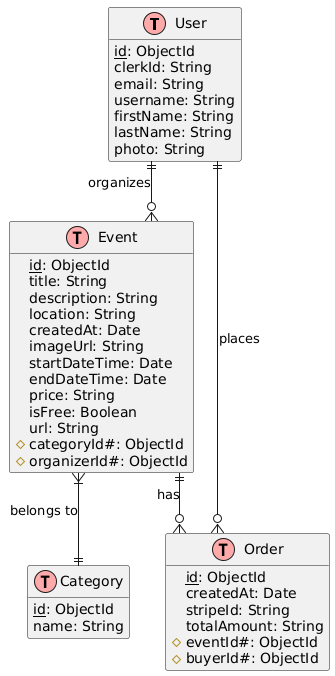 T User
id: ObjectId
clerkId: String
email: String
username: String
firstName: String
lastName: String
photo: String
organizes
places
T Event
id: ObjectId
title: String
description: String
location: String
createdAt: Date
imageUrl: String
startDateTime: Date
endDateTime: Date
price: String
isFree: Boolean
url: String
categoryId#: ObjectId
organizerId#: ObjectId
has
belongs to
T Category
id: ObjectId
name: String
T Order
id: ObjectId
createdAt: Date
stripeId: String
totalAmount: String
eventId#: ObjectId
buyerId#: ObjectId